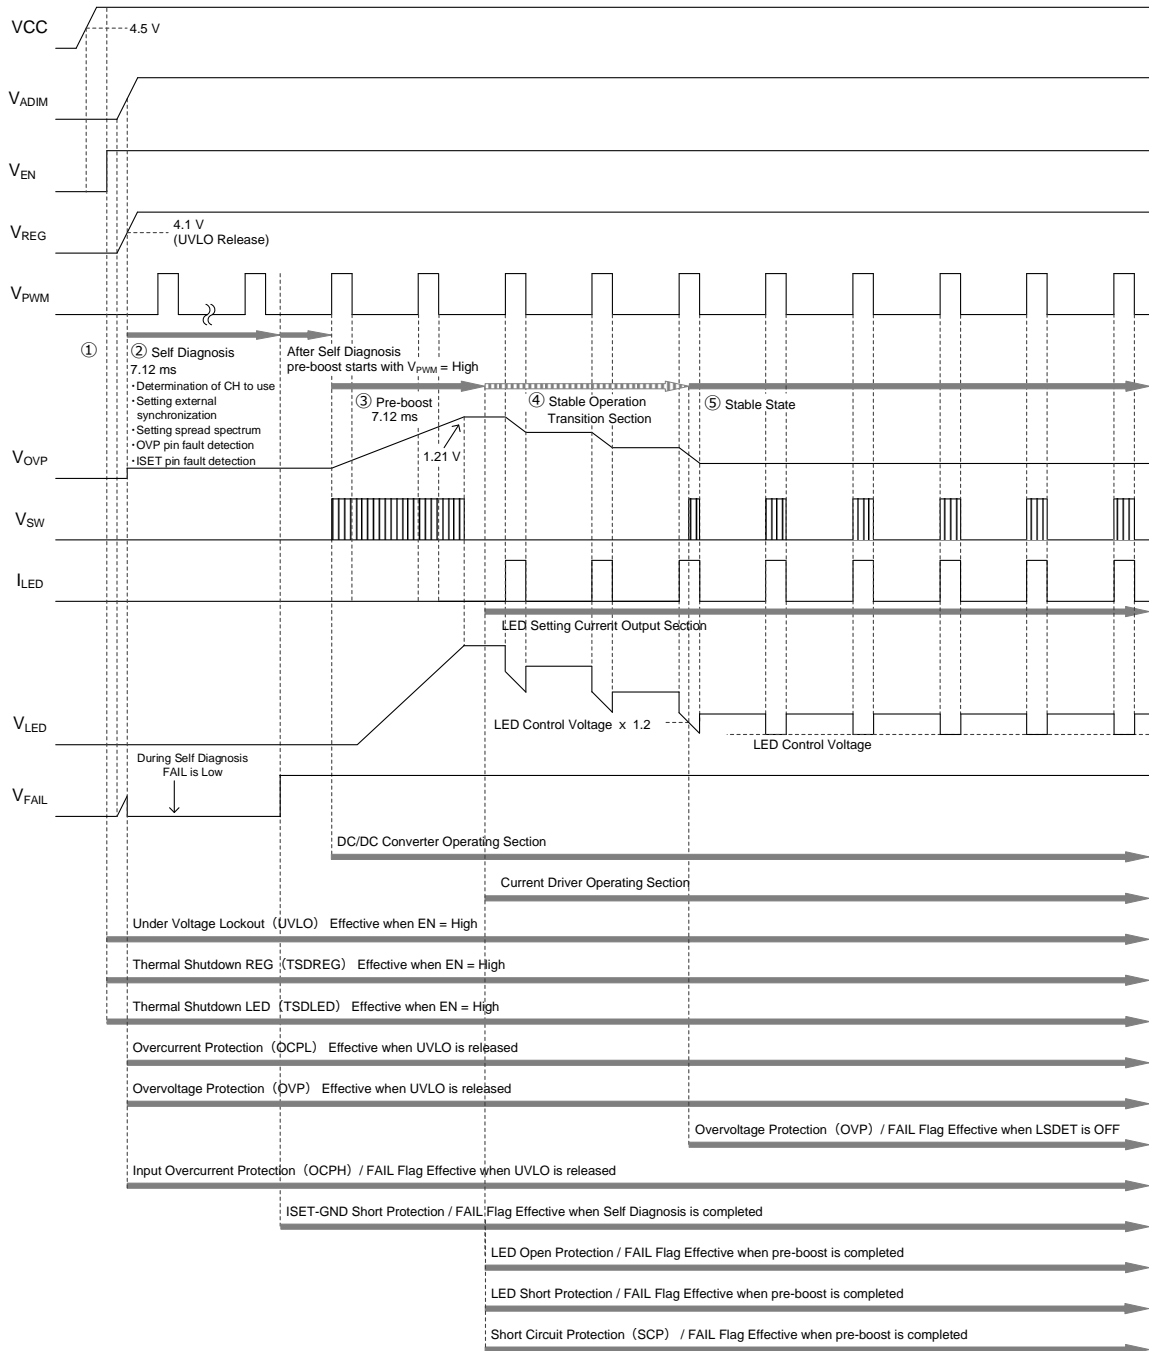 VCC
4.5 V
VADIM
VEN
VREG
4.1 V
(UVLO Release)
VPWM
①
② Self Diagnosis
7.12 ms
・Determination of CH to use
・Setting external
synchronization
・Setting spread spectrum
・OVP pin fault detection
・ISET pin fault detection
After Self Diagnosis
pre-boost starts with VPWM = High
③ Pre-boost
7.12 ms
④ Stable Operation
Transition Section
⑤ Stable State
VOVP
1.21 V
VSW
ILED
LED Setting Current Output Section
VLED
LED Control Voltage x 1.2
LED Control Voltage
During Self Diagnosis
FAIL is Low
VFAIL
DC/DC Converter Operating Section
Current Driver Operating Section
Under Voltage Lockout（UVLO） Effective when EN = High
Thermal Shutdown REG（TSDREG） Effective when EN = High
Thermal Shutdown LED（TSDLED） Effective when EN = High
Overcurrent Protection（OCPL） Effective when UVLO is released
Overvoltage Protection（OVP） Effective when UVLO is released
Overvoltage Protection（OVP）/ FAIL Flag Effective when LSDET is OFF
Input Overcurrent Protection（OCPH）/ FAIL Flag Effective when UVLO is released
ISET-GND Short Protection / FAIL Flag Effective when Self Diagnosis is completed
LED Open Protection / FAIL Flag Effective when pre-boost is completed
LED Short Protection / FAIL Flag Effective when pre-boost is completed
Short Circuit Protection（SCP） / FAIL Flag Effective when pre-boost is completed